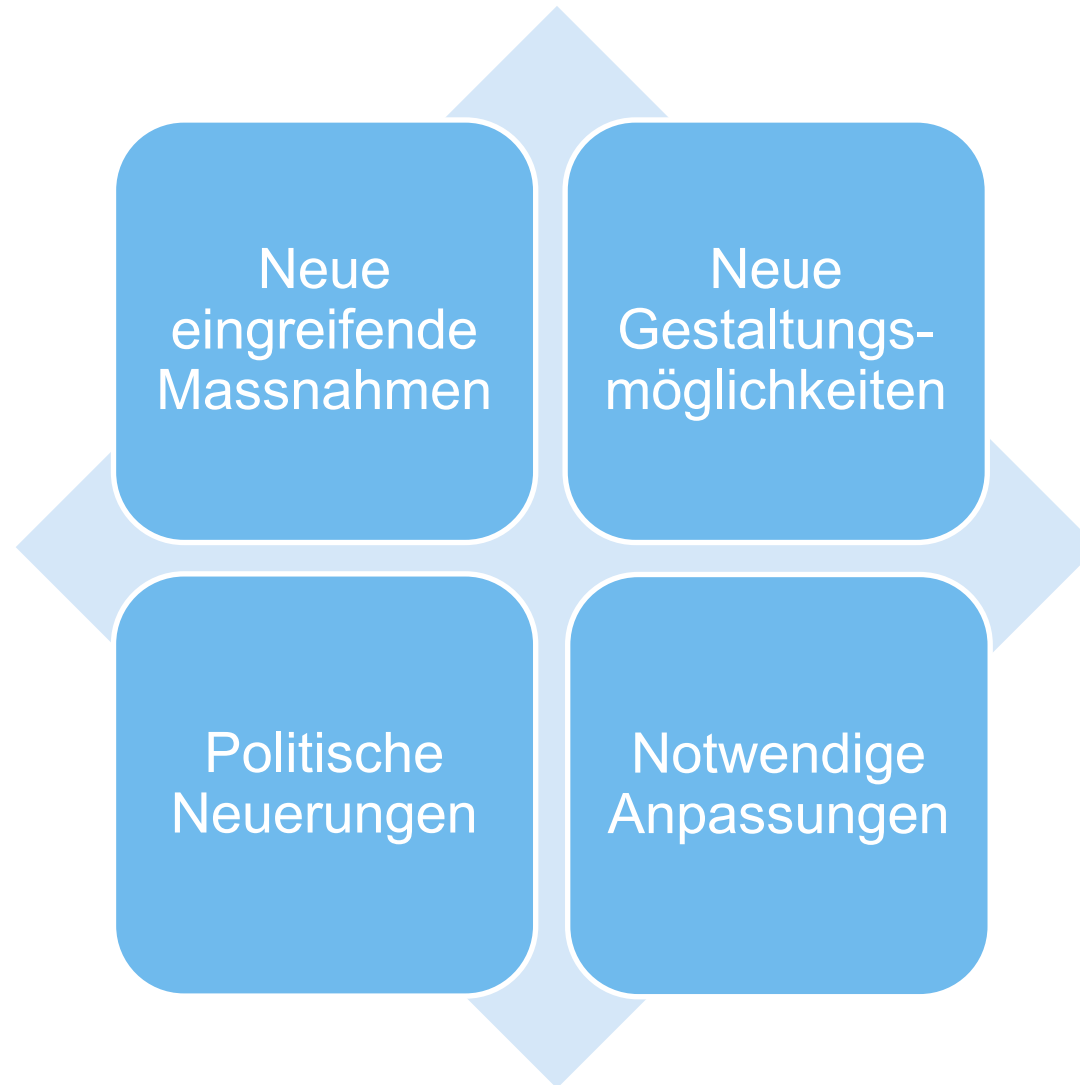 Neue
eingreifende
Massnahmen
Neue
Gestaltungs-
möglichkeiten
Politische
Neuerungen
Notwendige
Anpassungen